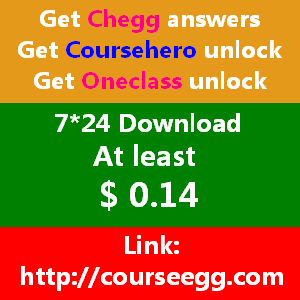 Get Chegg answers
Get Coursehero unlock
Get Oneclass unlock
7*24 Download
At least
$ 0.14
Link:
http://courseegg.com